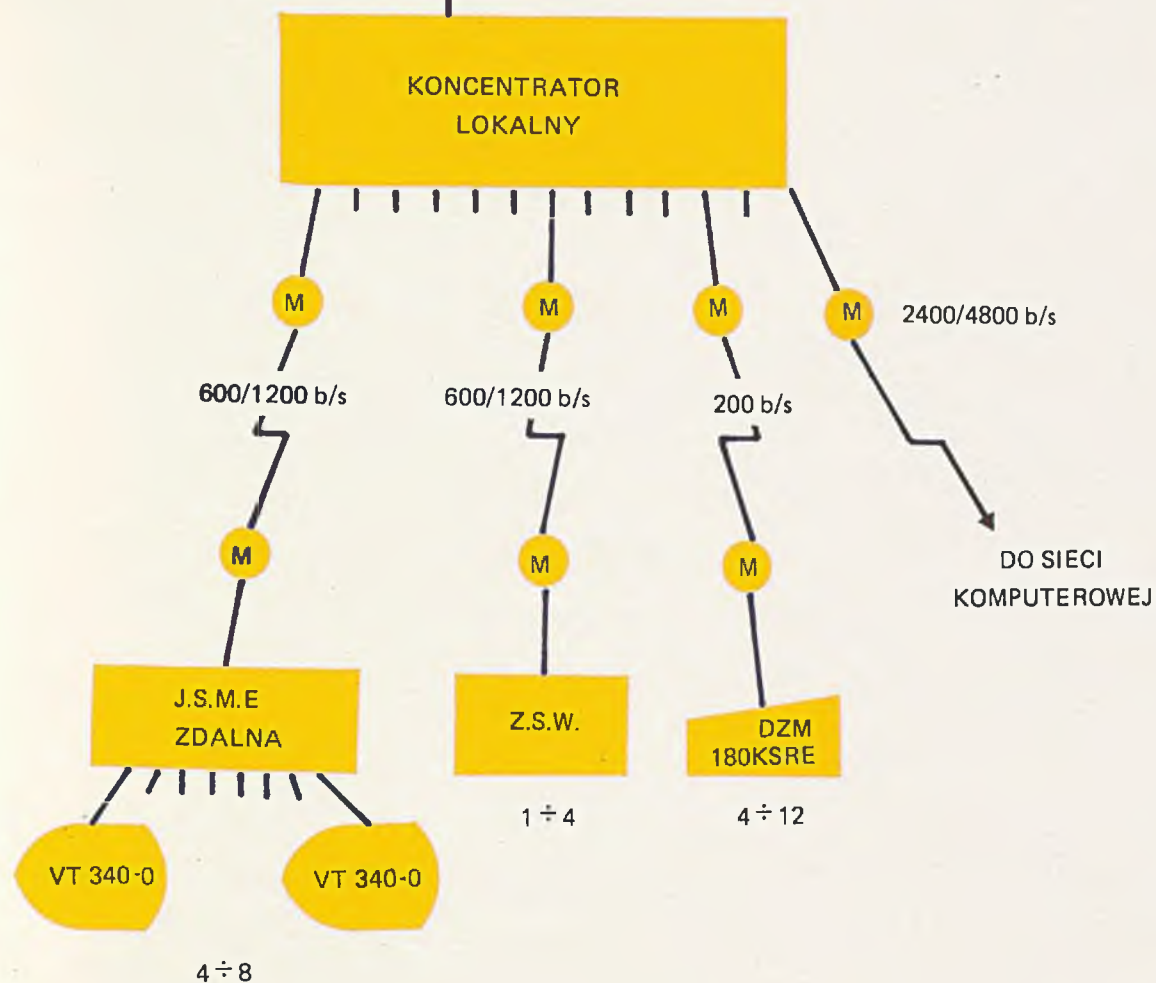 KONCENTRATOR
LOKALNY
M
M
M
M
2400/4800 b/s
600/1200 b/s
600/1200 b/s
200 b/s
M
M
M
DO SIECI
KOMPUTEROWEJ
J.S.M.E
ZDALNA
Z.S.W.
DZM
180KSRE
1÷4
4÷12
VT 340-0
VT 340-0
4÷8